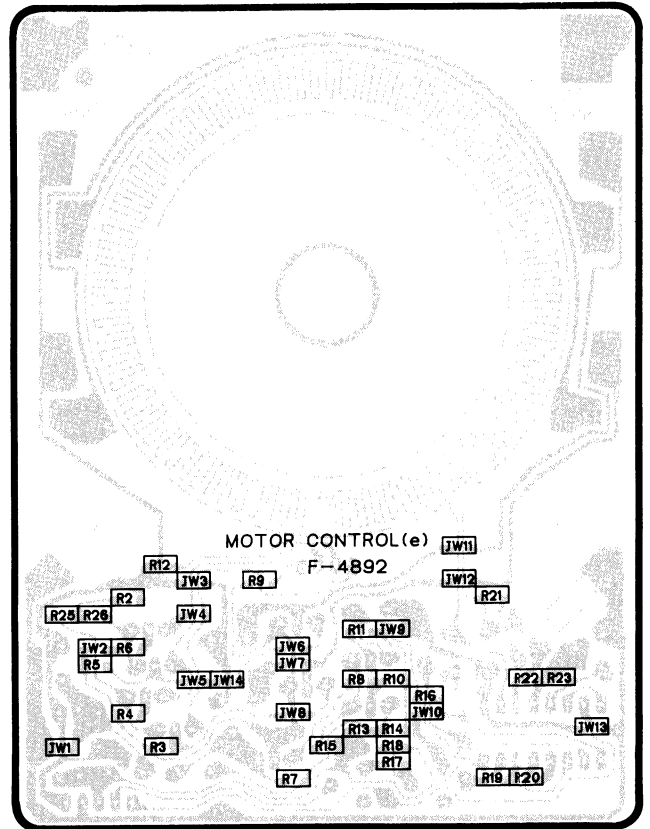 MOTOR CONTROL(e)
F-4892
JW11
R12
JW3
R9
JW12
R2
R21
R25 R26
JW4
R11 JW9
JW2 R6
JW6
R5
JW7
JW5 JW14
R8 R10
R22 R23
R16
R4
JW8
JW10
R13 R14
JW13
JW1
R3
R15
R18
R17
R7
R19 R20